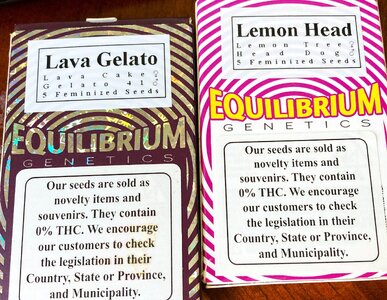 Lava Gelato
Lava Cake♀
Gelato 41♂
5 Feminized Seeds
EQUILIBRIUM
GENETICS
Our seeds are sold as
novelty items and
souvenirs. They contain
0% THC. We encourage
our customers to check
the legislation in their
Country, State or Province,
and Municipality.
Lemon Head
Lemon Tree♀
Head Dog♂
5 Feminized Seeds
EQUILIBRIUM
GENETICS
Our seeds are sold as
novelty items and
souvenirs. They contain
0% THC. We encourage
our customers to check
the legislation in their
Country, State or Province,
and Municipality.